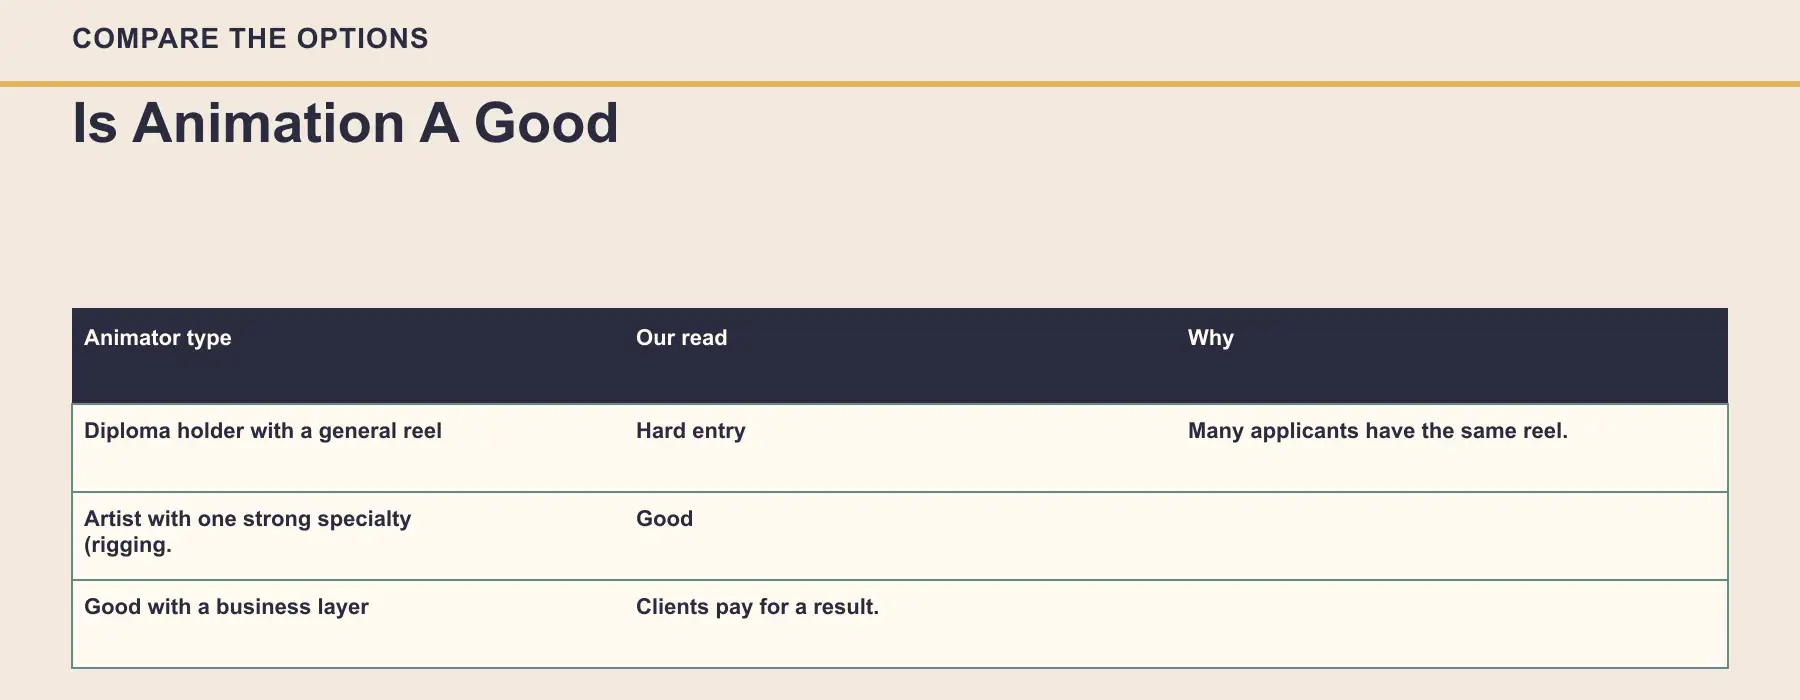 COMPARE THE OPTIONS
Is Animation A Good
Animator type Our read Why
Diploma holder with a general reel Hard entry Many applicants have the same reel.
Artist with one strong specialty Good
(rigging.
Good with a business layer Clients pay for a result.